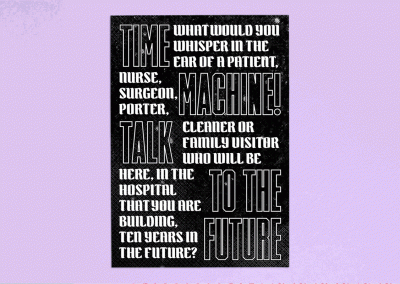 TIME
WHAT WOULD YOU
WHISPER IN THE
EAR OF A PATIENT,
NURSE,
SURGEON,
PORTER,
MACHINE!
TALK
CLEANER OR
FAMILY VISITOR
WHO WILL BE
HERE, IN THE
HOSPITAL
THAT YOU ARE
BUILDING,
TEN YEARS IN
THE FUTURE?
TO THE
FUTURE